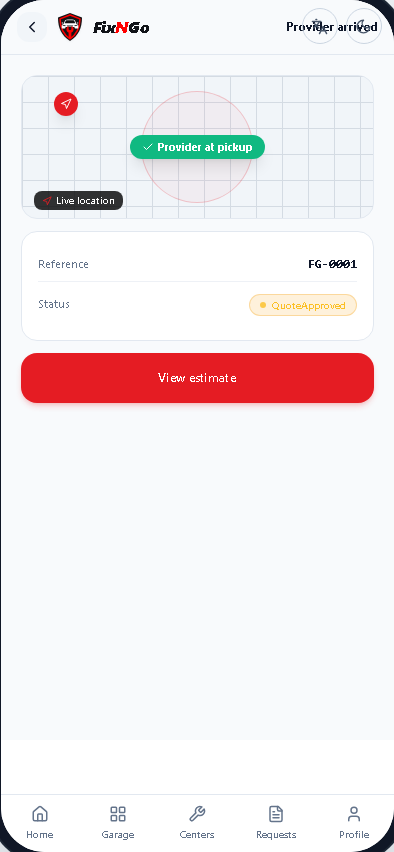 FixNGo
Provider arrived
Provider at pickup
Live location
Reference
FG-0001
Status
QuoteApproved
View estimate
Home
Garage
Centers
Requests
Profile